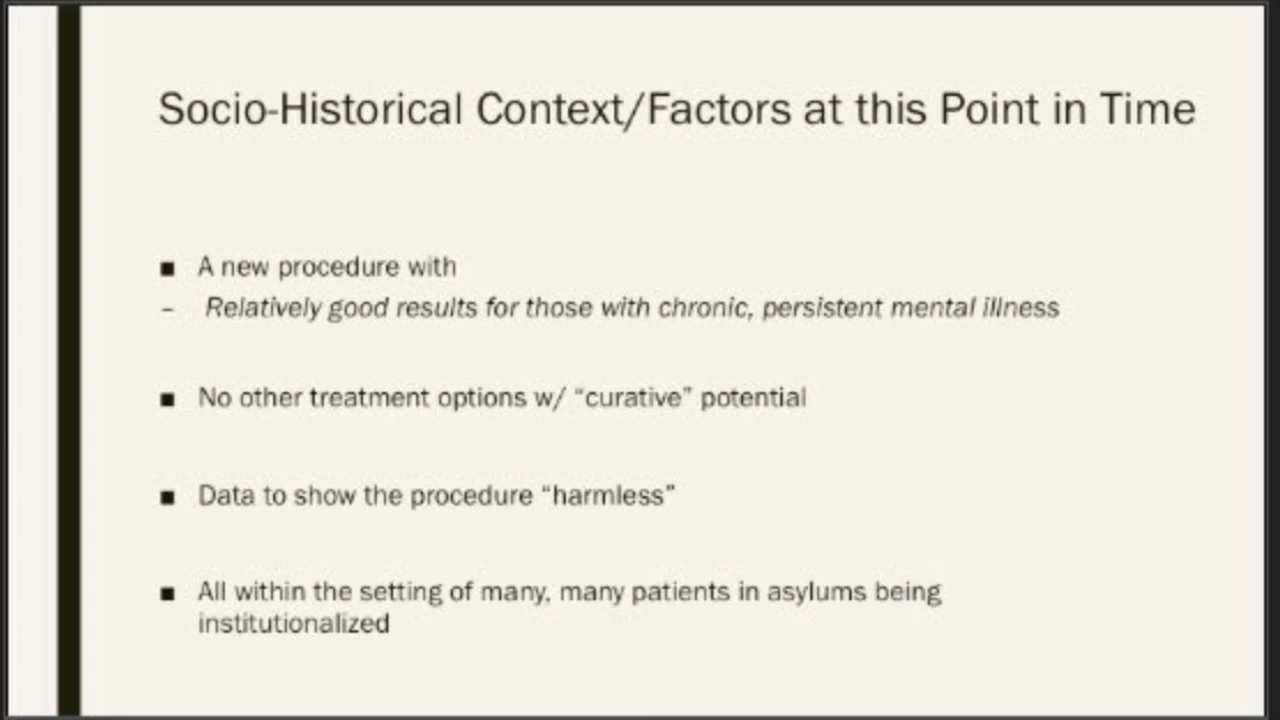 Socio-Historical Context/Factors at this Point in Time
■ A new procedure with
– Relatively good results for those with chronic, persistent mental illness
■ No other treatment options w/ “curative” potential
■ Data to show the procedure “harmless”
■ All within the setting of many, many patients in asylums being
institutionalized